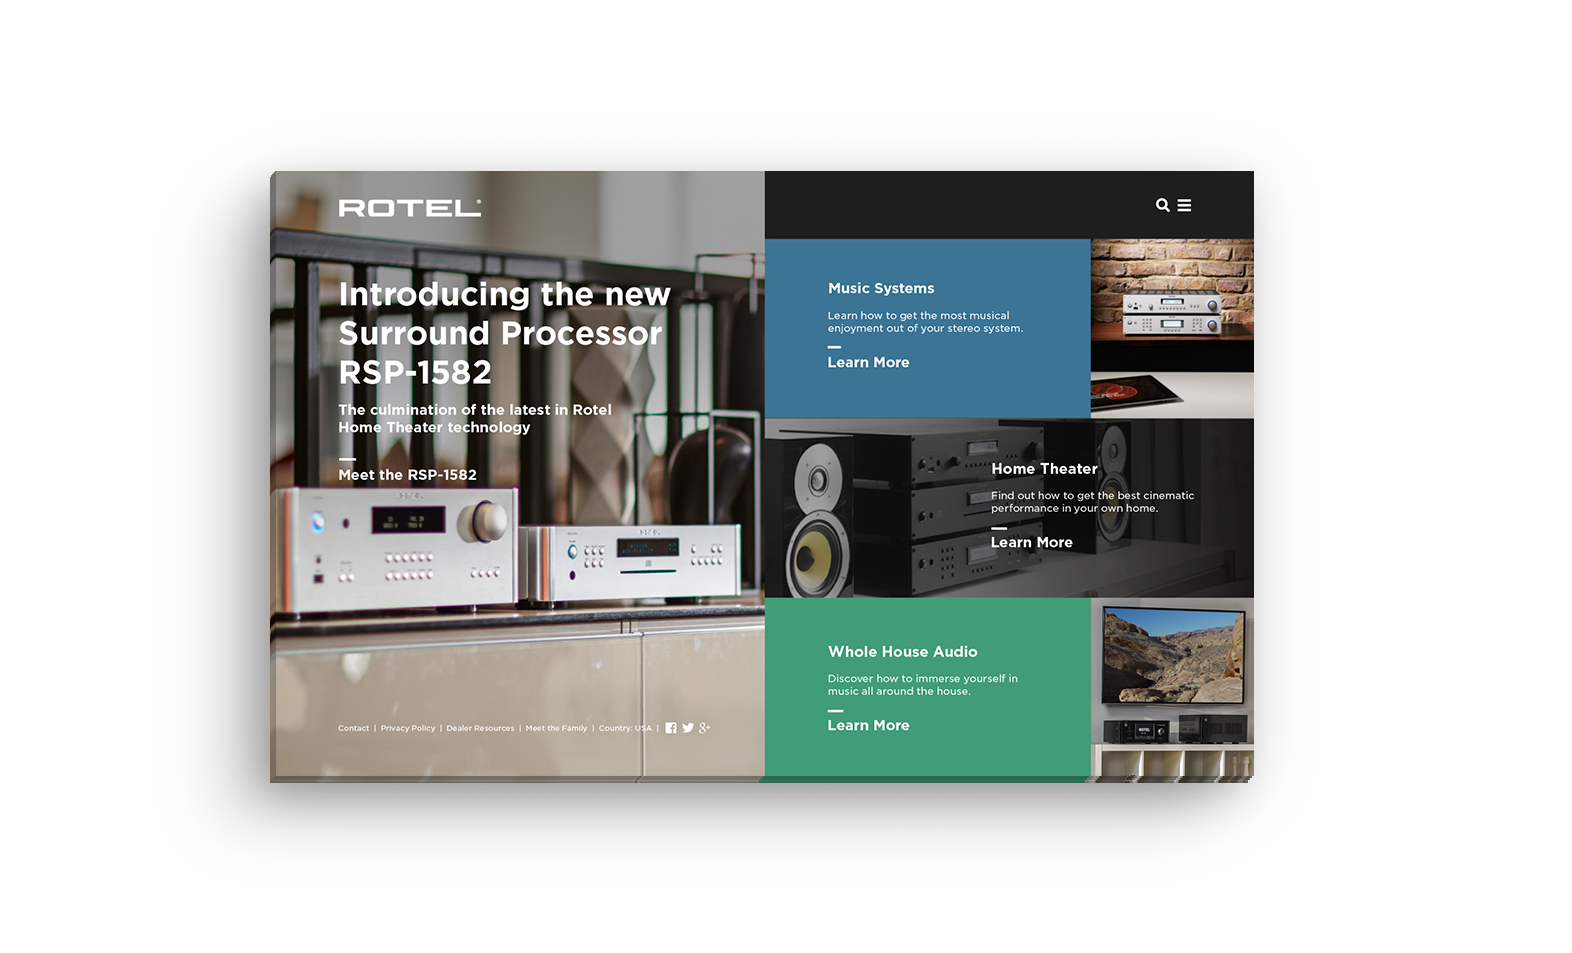 ROTEL
Introducing the new
Surround Processor
RSP-1582
The culmination of the latest in Rotel
Home Theater technology
Meet the RSP-1582
Contact | Privacy Policy | Dealer Resources | Meet the Family | Country: USA |
Music Systems
Learn how to get the most musical
enjoyment out of your stereo system.
Learn More
Home Theater
Find out how to get the best cinematic
performance in your own home.
Learn More
Whole House Audio
Discover how to immerse yourself in
music all around the house.
Learn More
ROTEL